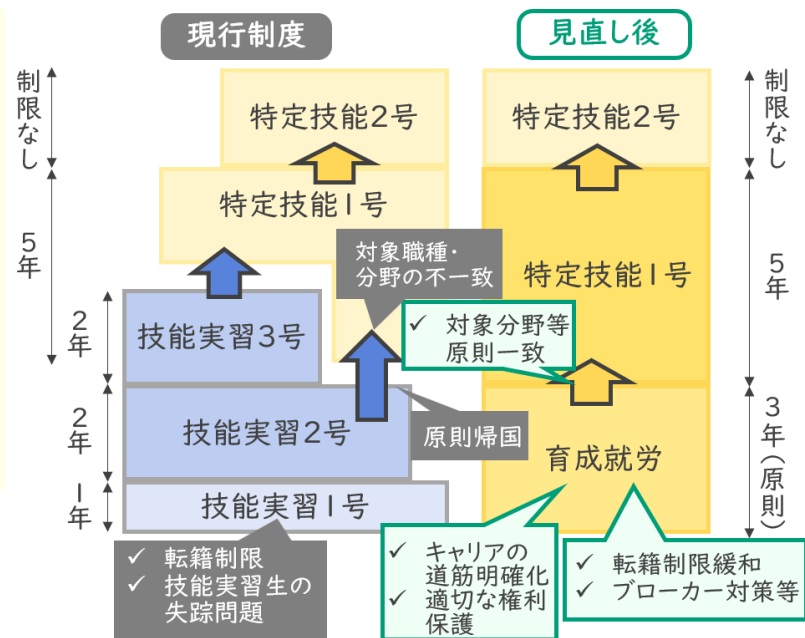 現行制度
見直し後
制限なし
特定技能2号
特定技能2号
制限なし
特定技能1号
5年
対象職種・
分野の不一致
特定技能1号
5年
✓ 対象分野等
原則一致
2年
技能実習3号
2年
技能実習2号
原則帰国
育成就労
3年(原則)
1年
技能実習1号
✓ 転籍制限
✓ 技能実習生の
失踪問題
✓ キャリアの
道筋明確化
✓ 適切な権利
保護
✓ 転籍制限緩和
✓ ブローカー対策等